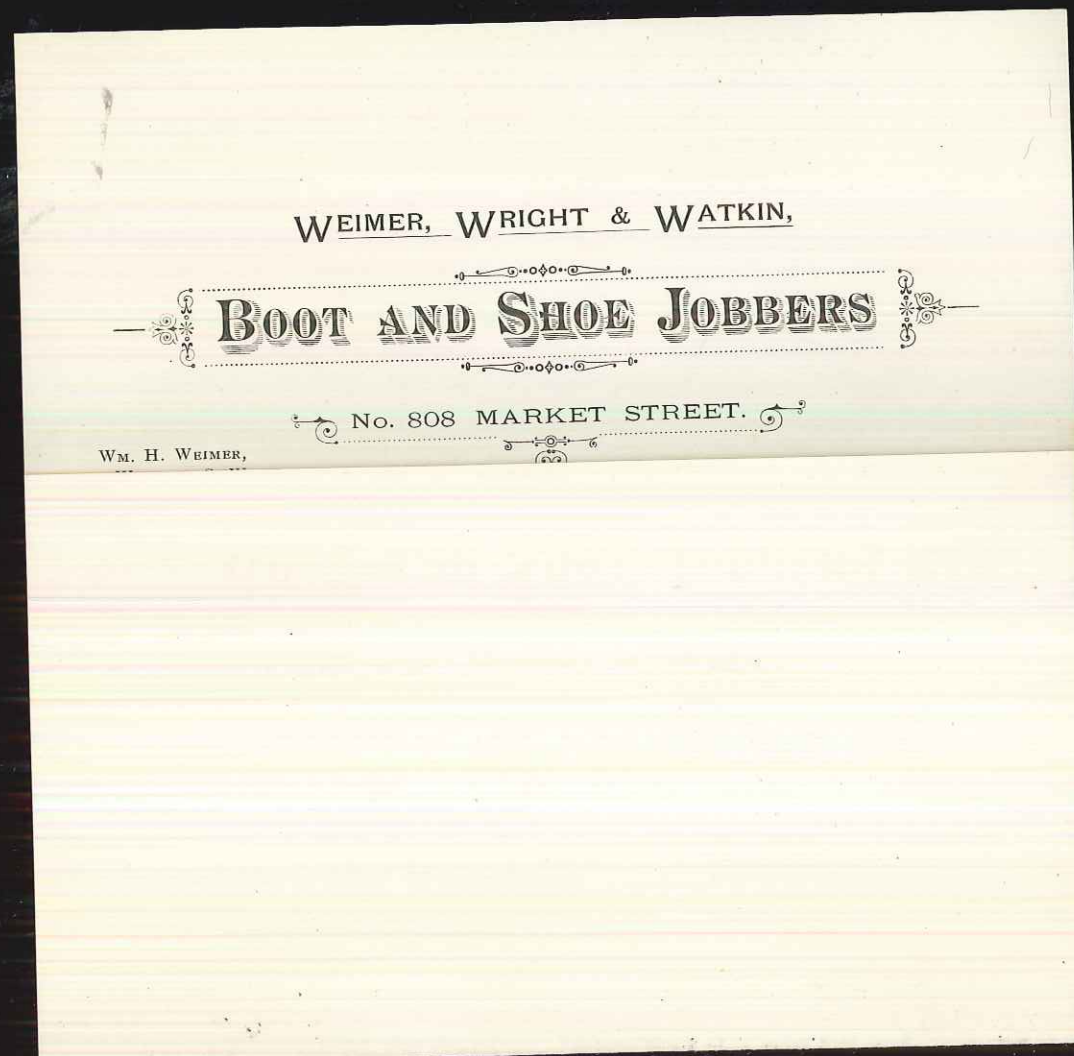 WEIMER, WRIGHT & WATKIN,
BOOT AND SHOE JOBBERS
No. 808 MARKET STREET.
WM. H. WEIMER,